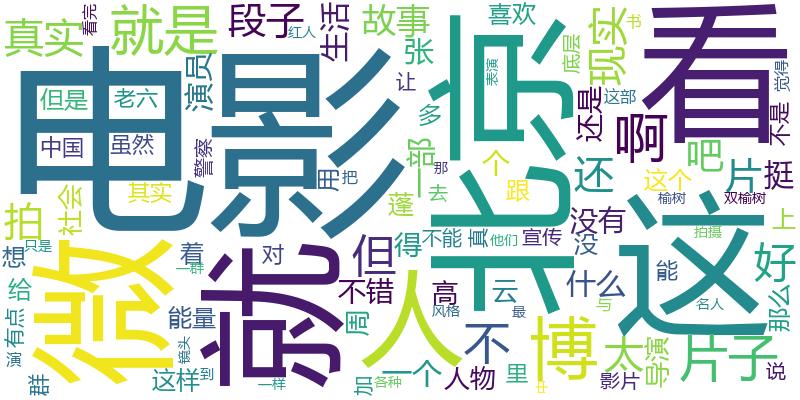 看完
真实
就是
段子
红人
生活
故事
喜欢
底层
书
看
现实
觉得
张
让
多
表演
这部
还是
不是
啊
电影
演员
但是
老六
中国
虽然
警察
用
把
部
一
那
去
蓬
北京
个
跟
还
吧
片
挺
这个
榆树
双榆树
拍
社会
其实
想
只是
微
着
一群
就
对
但
得
不能
真
他们
宣传
没有
没
这
拍摄
上
好
能
那么
有点
给
能量
不错
高
云
什么
风格
最
与
名人
人
周
不
博
太
导演
片子
说
演
群
镜头
这样
到
一样
加
各种
一个
人物
里
中
影片